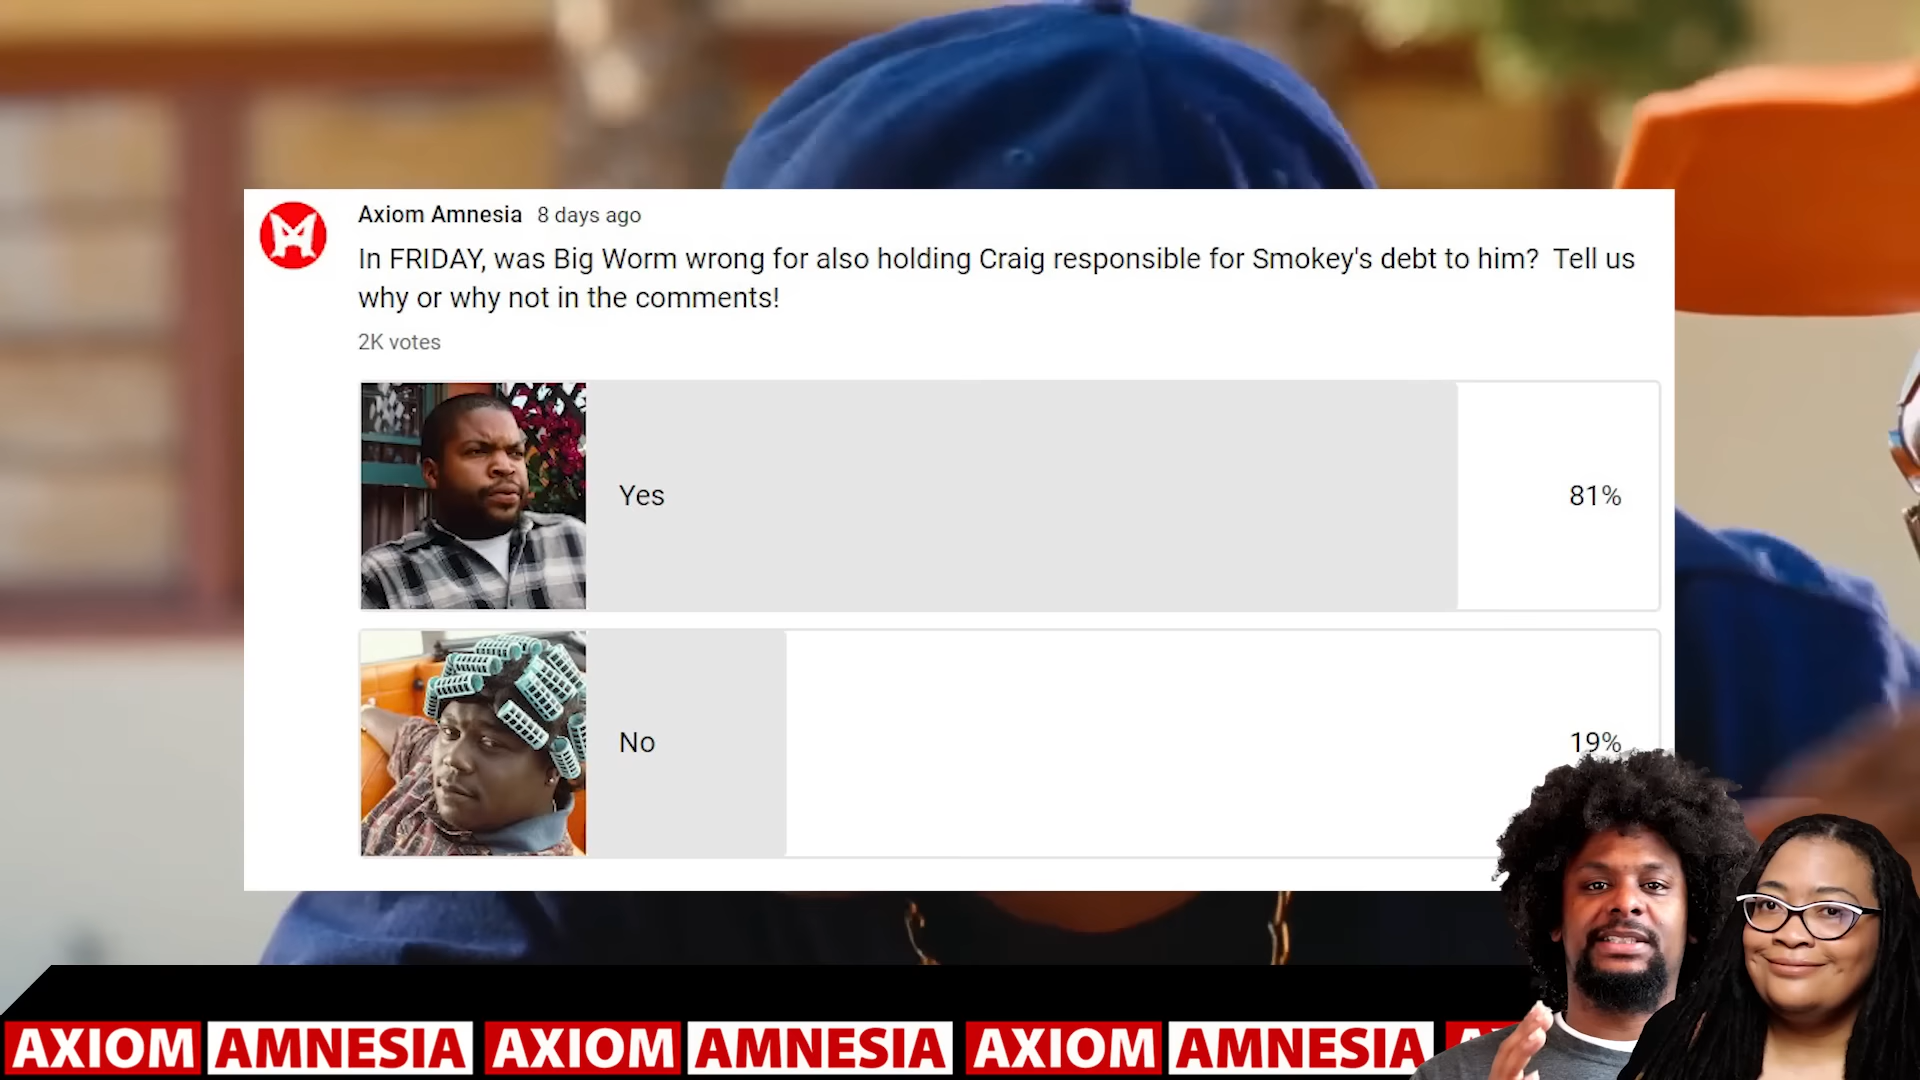 Axiom Amnesia 8 days ago
In FRIDAY, was Big Worm wrong for also holding Craig responsible for Smokey's debt to him?  Tell us
why or why not in the comments!
2K votes
Yes 81%
No 19%
AXIOM AMNESIA AXIOM AMNESIA AXIOM AMNESIA